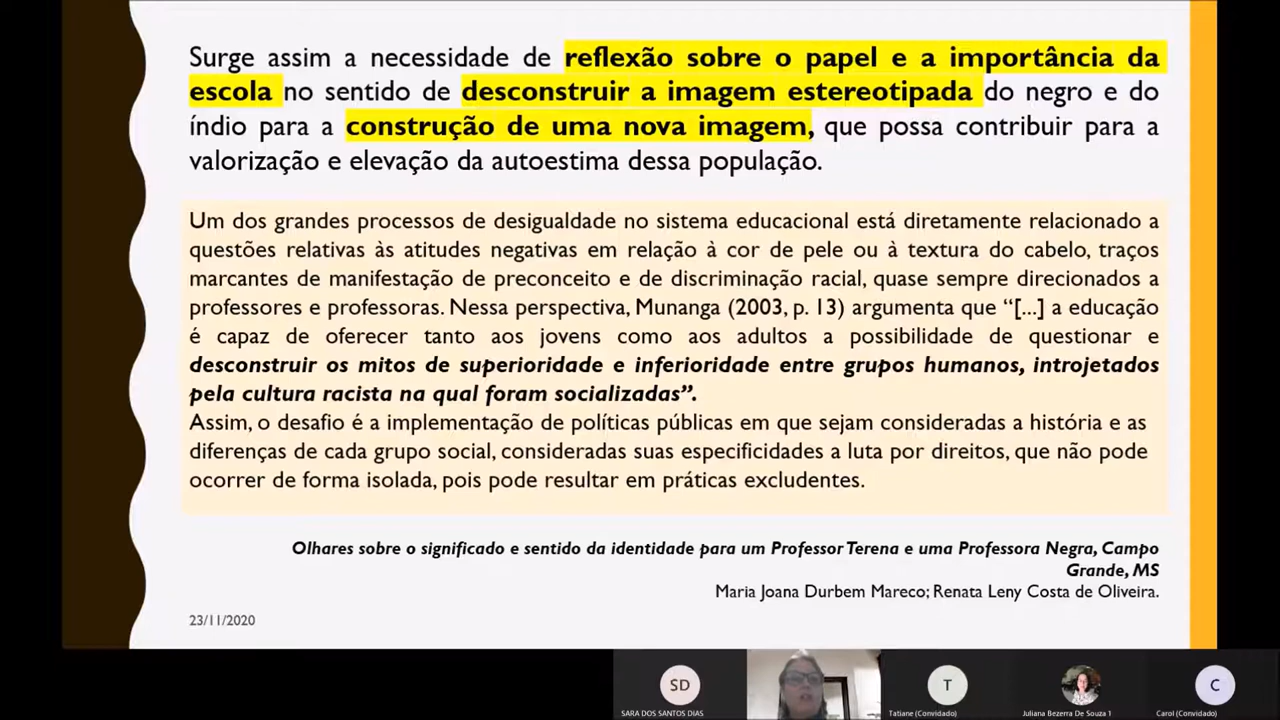 Surge assim a necessidade de reflexão sobre o papel e a importância da
escola no sentido de desconstruir a imagem estereotipada do negro e do
índio para a construção de uma nova imagem, que possa contribuir para a
valorização e elevação da autoestima dessa população.
Um dos grandes processos de desigualdade no sistema educacional está diretamente relacionado a
questões relativas às atitudes negativas em relação à cor de pele ou à textura do cabelo, traços
marcantes de manifestação de preconceito e de discriminação racial, quase sempre direcionados a
professores e professoras. Nessa perspectiva, Munanga (2003, p. 13) argumenta que “[...] a educação
é capaz de oferecer tanto aos jovens como aos adultos a possibilidade de questionar e
desconstruir os mitos de superioridade e inferioridade entre grupos humanos, introjetados
pela cultura racista na qual foram socializadas”.
Assim, o desafio é a implementação de políticas públicas em que sejam consideradas a história e as
diferenças de cada grupo social, consideradas suas especificidades a luta por direitos, que não pode
ocorrer de forma isolada, pois pode resultar em práticas excludentes.
Olhares sobre o significado e sentido da identidade para um Professor Terena e uma Professora Negra, Campo
Grande, MS
Maria Joana Durbem Mareco; Renata Leny Costa de Oliveira.
23/11/2020
SD
T
C
SARA DOS SANTOS DIAS
Tatiane (Convidado)
Juliana Bezerra De Souza 1
Carol (Convidado)